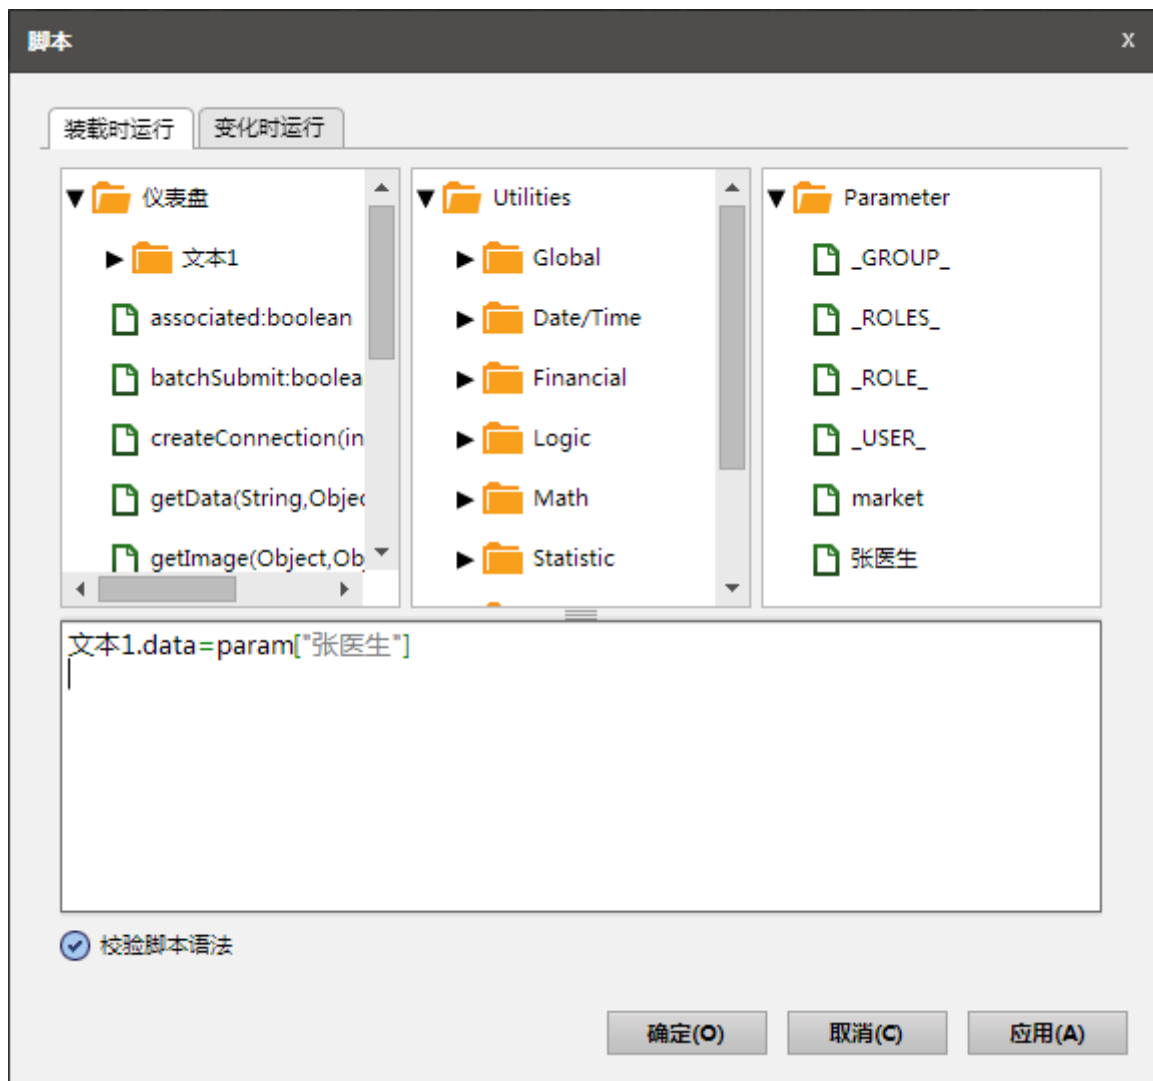 脚本 x
装载时运行 变化时运行
仪表盘
文本1
associated:boolean
batchSubmit:boolea
createConnection(in
getData(String,Objec
getImage(Object,Ob
Utilities
Global
Date/Time
Financial
Logic
Math
Statistic
Parameter
_GROUP_
_ROLES_
_ROLE_
_USER_
market
张医生
文本1.data=param["张医生"]
校验脚本语法
确定(O) 取消(C) 应用(A)